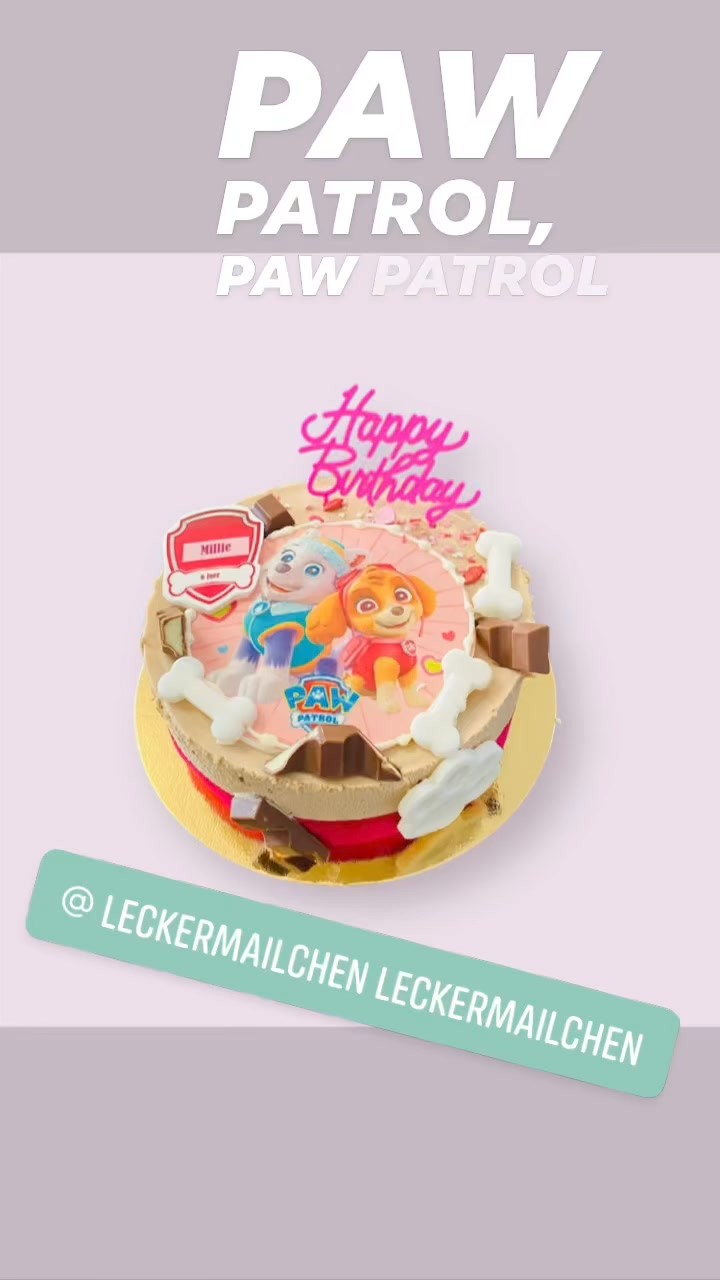 PAW
PATROL,
PAW PATROL
Happy
Birthday
Millie
PAW
PATROL
@ LECKERMAILCHEN LECKERMAILCHEN